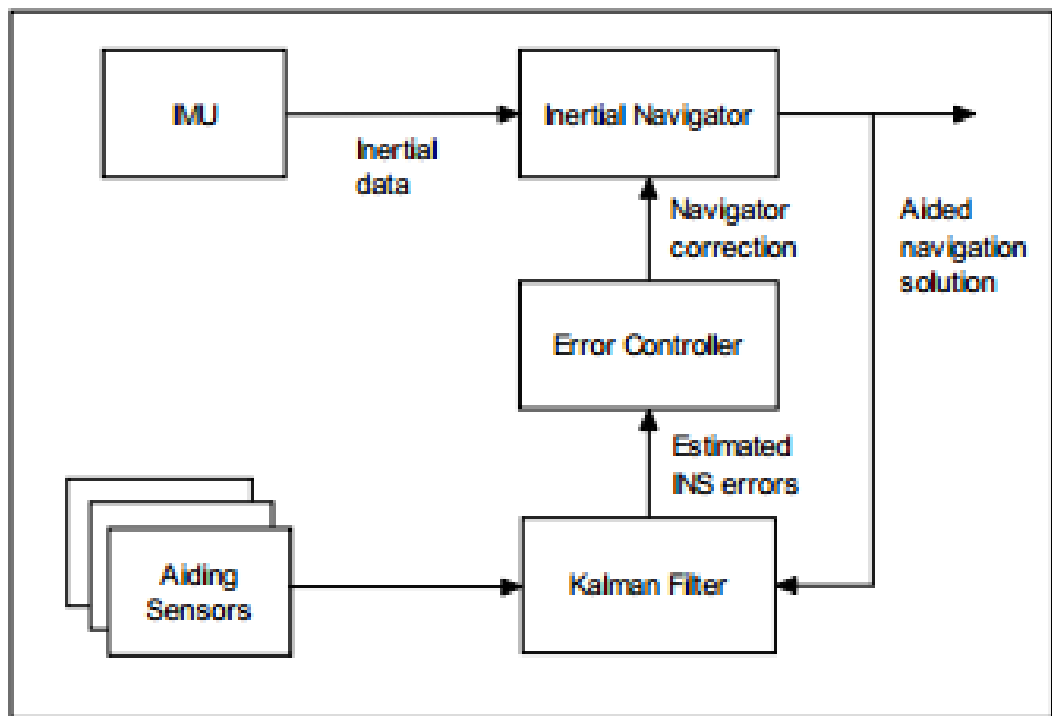 IMU
Inertial Navigator
Inertial
data
Navigator
correction
Aided
navigation
solution
Error Controller
Estimated
INS errors
Aiding
Sensors
Kalman Filter